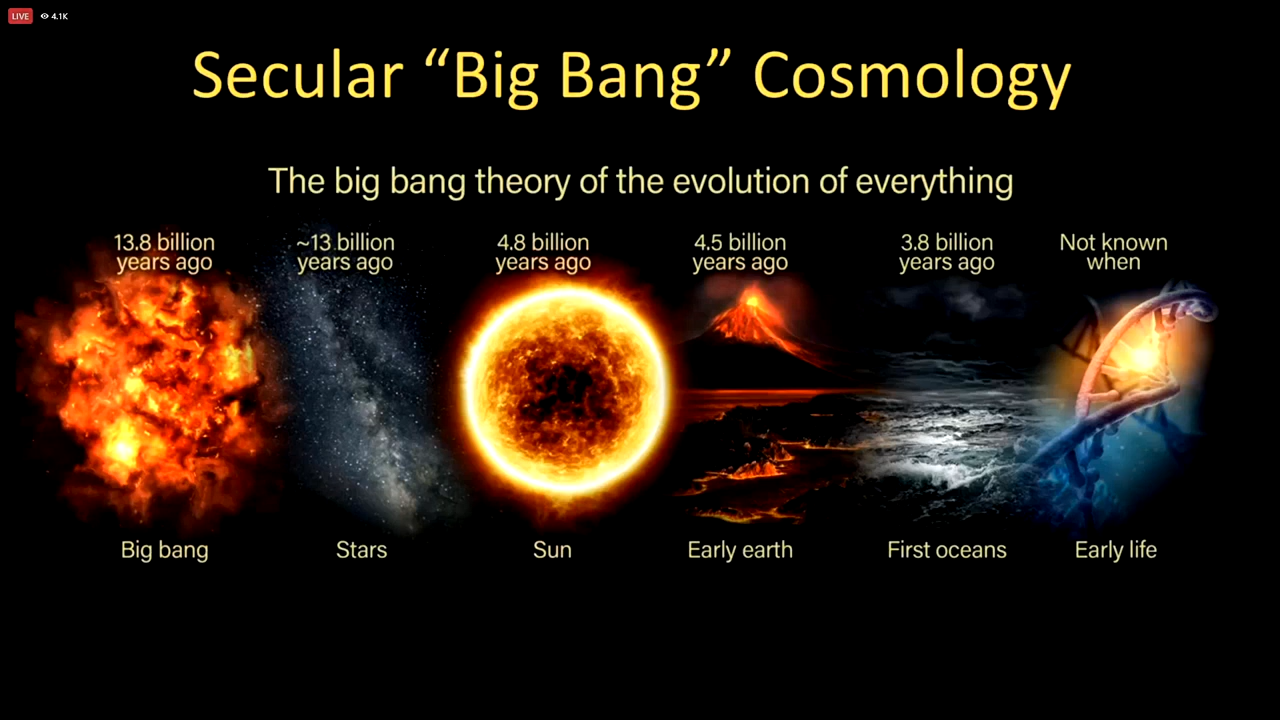 LIVE 4.1K
Secular “Big Bang” Cosmology
The big bang theory of the evolution of everything
13.8 billion
years ago
~13 billion
years ago
4.8 billion
years ago
4.5 billion
years ago
3.8 billion
years ago
Not known
when
Big bang
Stars
Sun
Early earth
First oceans
Early life